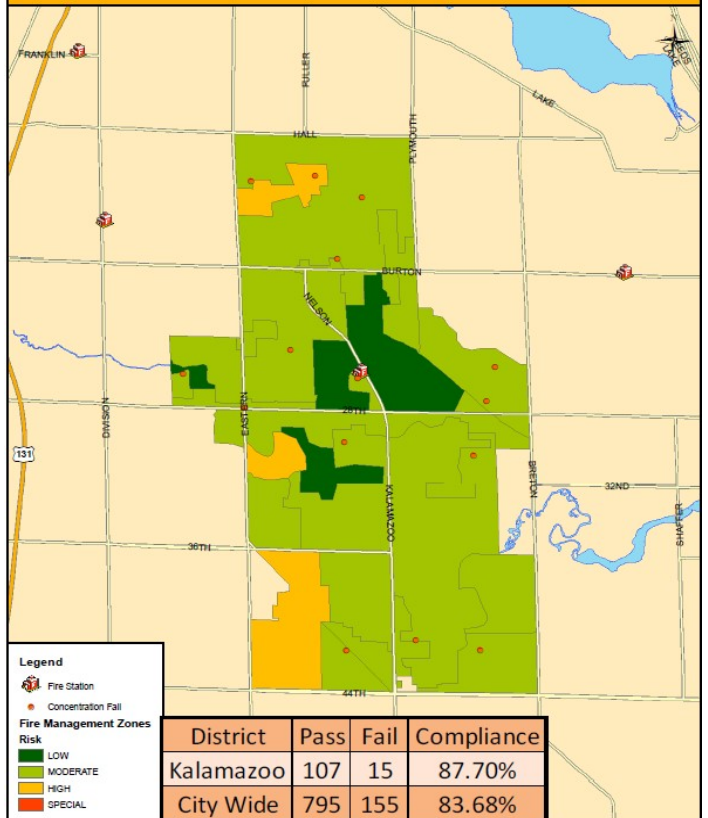 FRANKLIN
FULLER
REEDS LAKE
LAKE
HALL
PLYMOUTH
BURTON
NELSON
DIVISION
EASTERN
28TH
131
KALAMAZOO
BRETON
32ND
SHAFFER
36TH
44TH
Legend
Fire Station
Concentration Fail
Fire Management Zones
Risk
LOW
MODERATE
HIGH
SPECIAL
District Pass Fail Compliance
Kalamazoo 107 15 87.70%
City Wide 795 155 83.68%